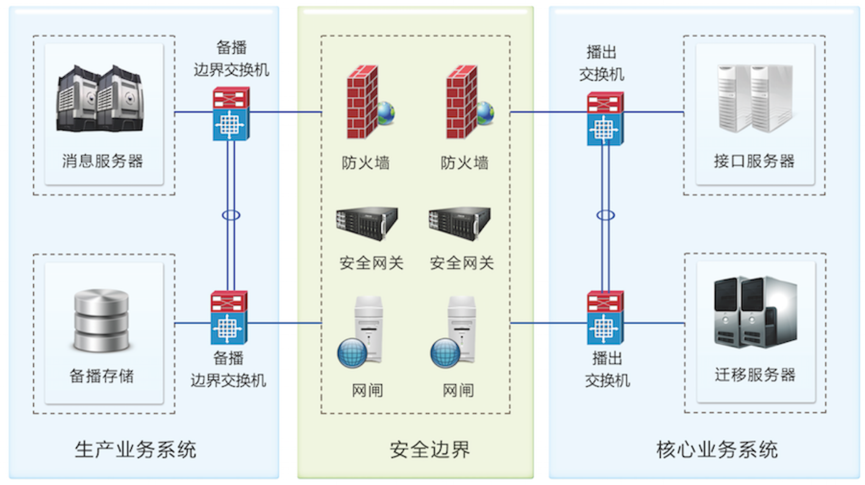 备播
边界交换机
播出
交换机
消息服务器
防火墙
防火墙
接口服务器
安全网关
安全网关
备播存储
备播
边界交换机
网闸
网闸
播出
交换机
迁移服务器
生产业务系统
安全边界
核心业务系统